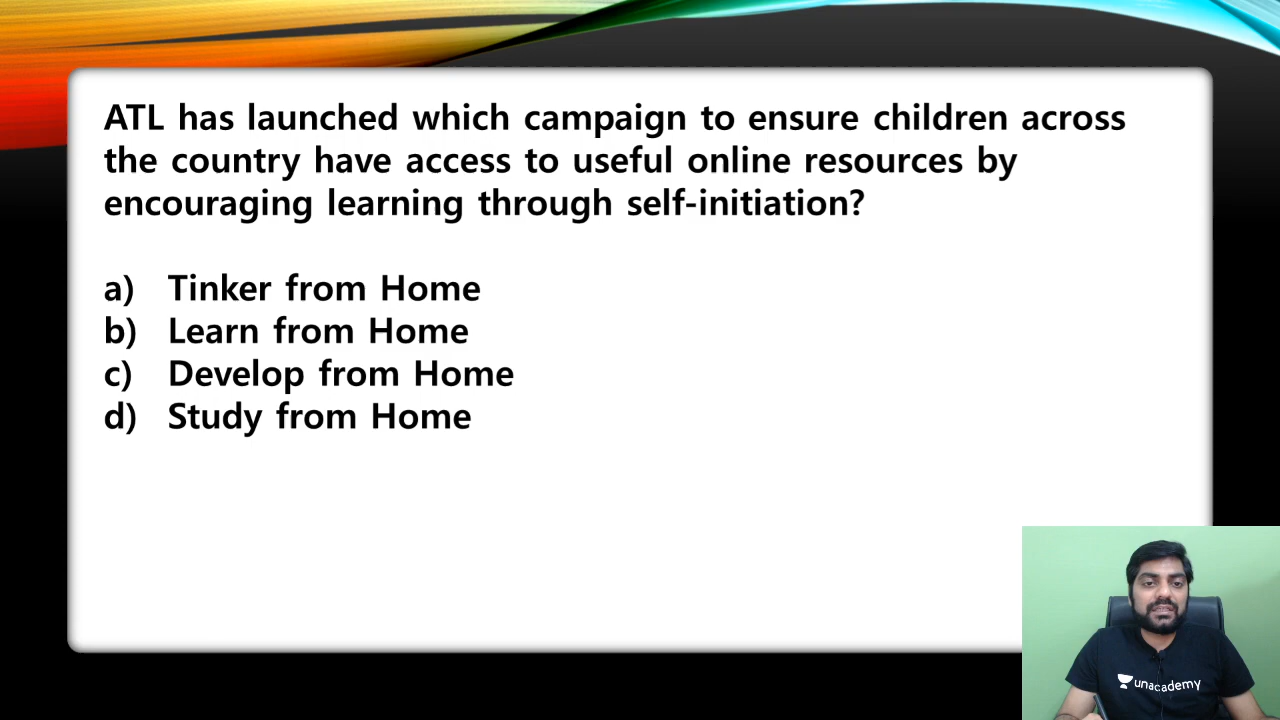 ATL has launched which campaign to ensure children across
the country have access to useful online resources by
encouraging learning through self-initiation?
a) Tinker from Home
b) Learn from Home
c) Develop from Home
d) Study from Home
unacademy